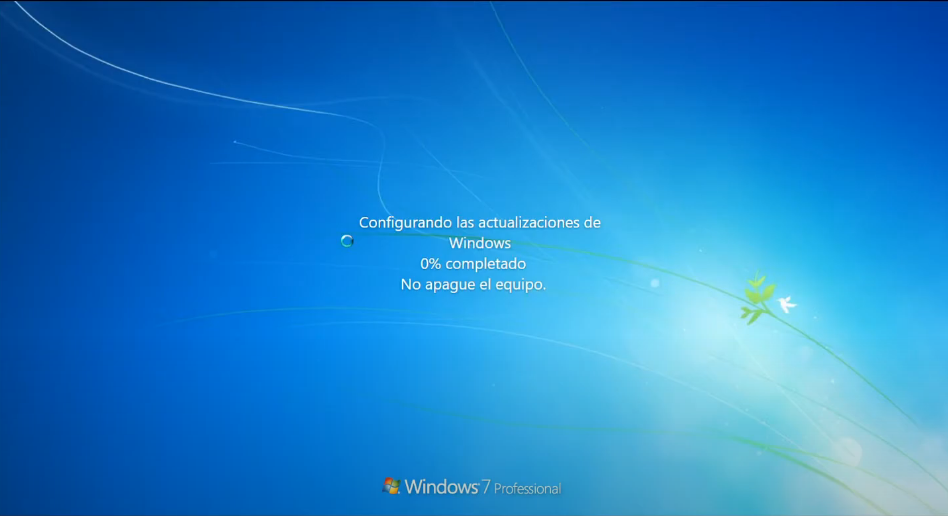 Configurando las actualizaciones de
Windows
0% completado
No apague el equipo.
Windows 7 Professional